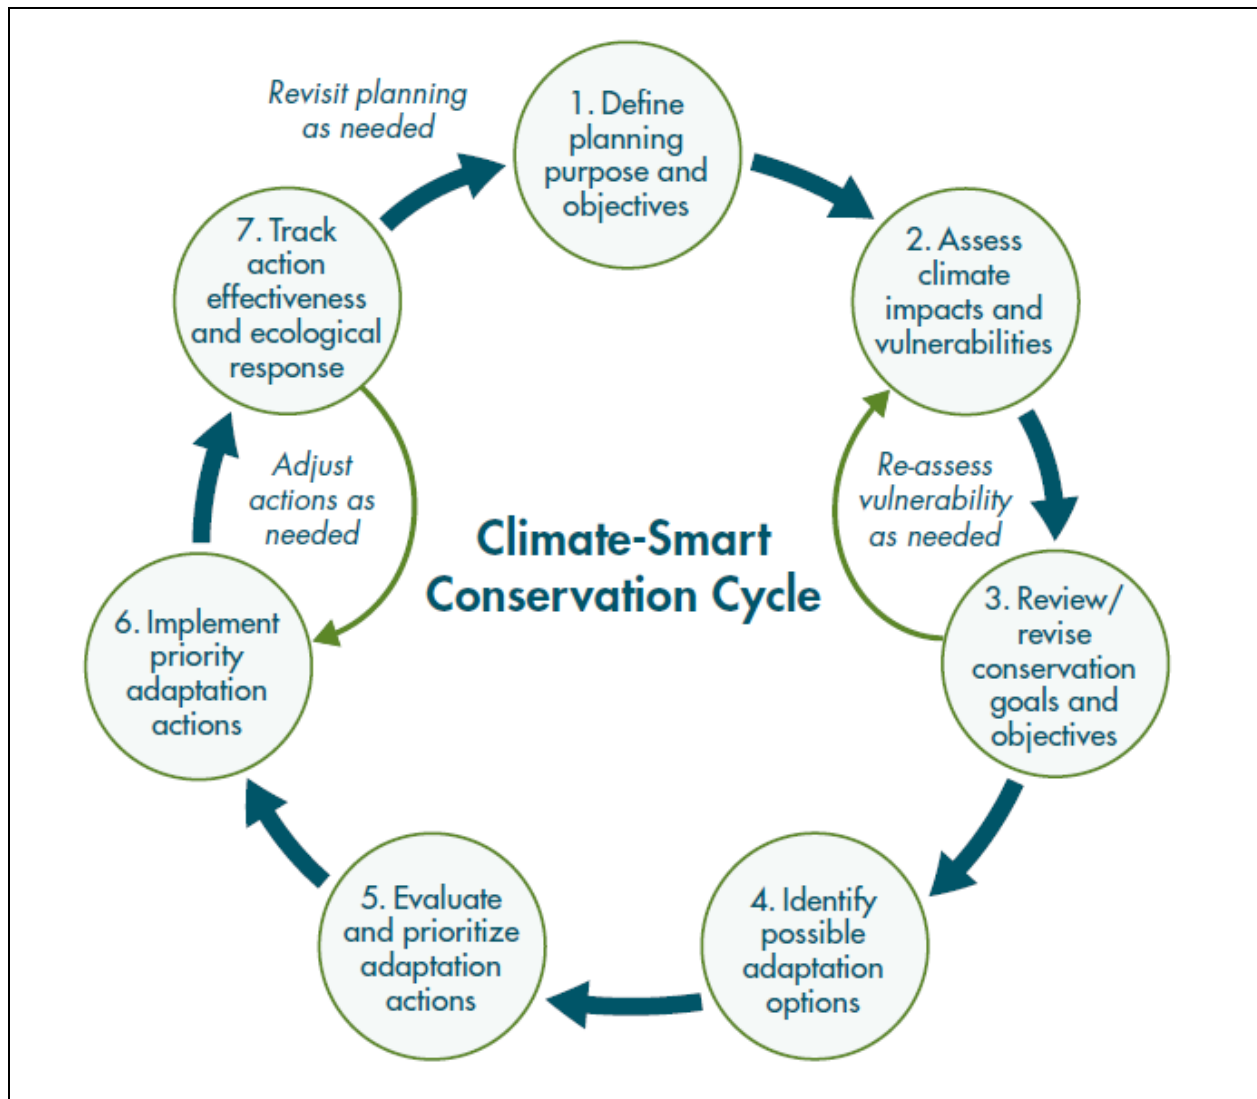 Revisit planning
as needed
1. Define
planning
purpose and
objectives
2. Assess
climate
impacts and
vulnerabilities
Re-assess
vulnerability
as needed
3. Review/
revise
conservation
goals and
objectives
4. Identify
possible
adaptation
options
5. Evaluate
and prioritize
adaptation
actions
6. Implement
priority
adaptation
actions
7. Track
action
effectiveness
and ecological
response
Adjust
actions as
needed
Climate-Smart
Conservation Cycle